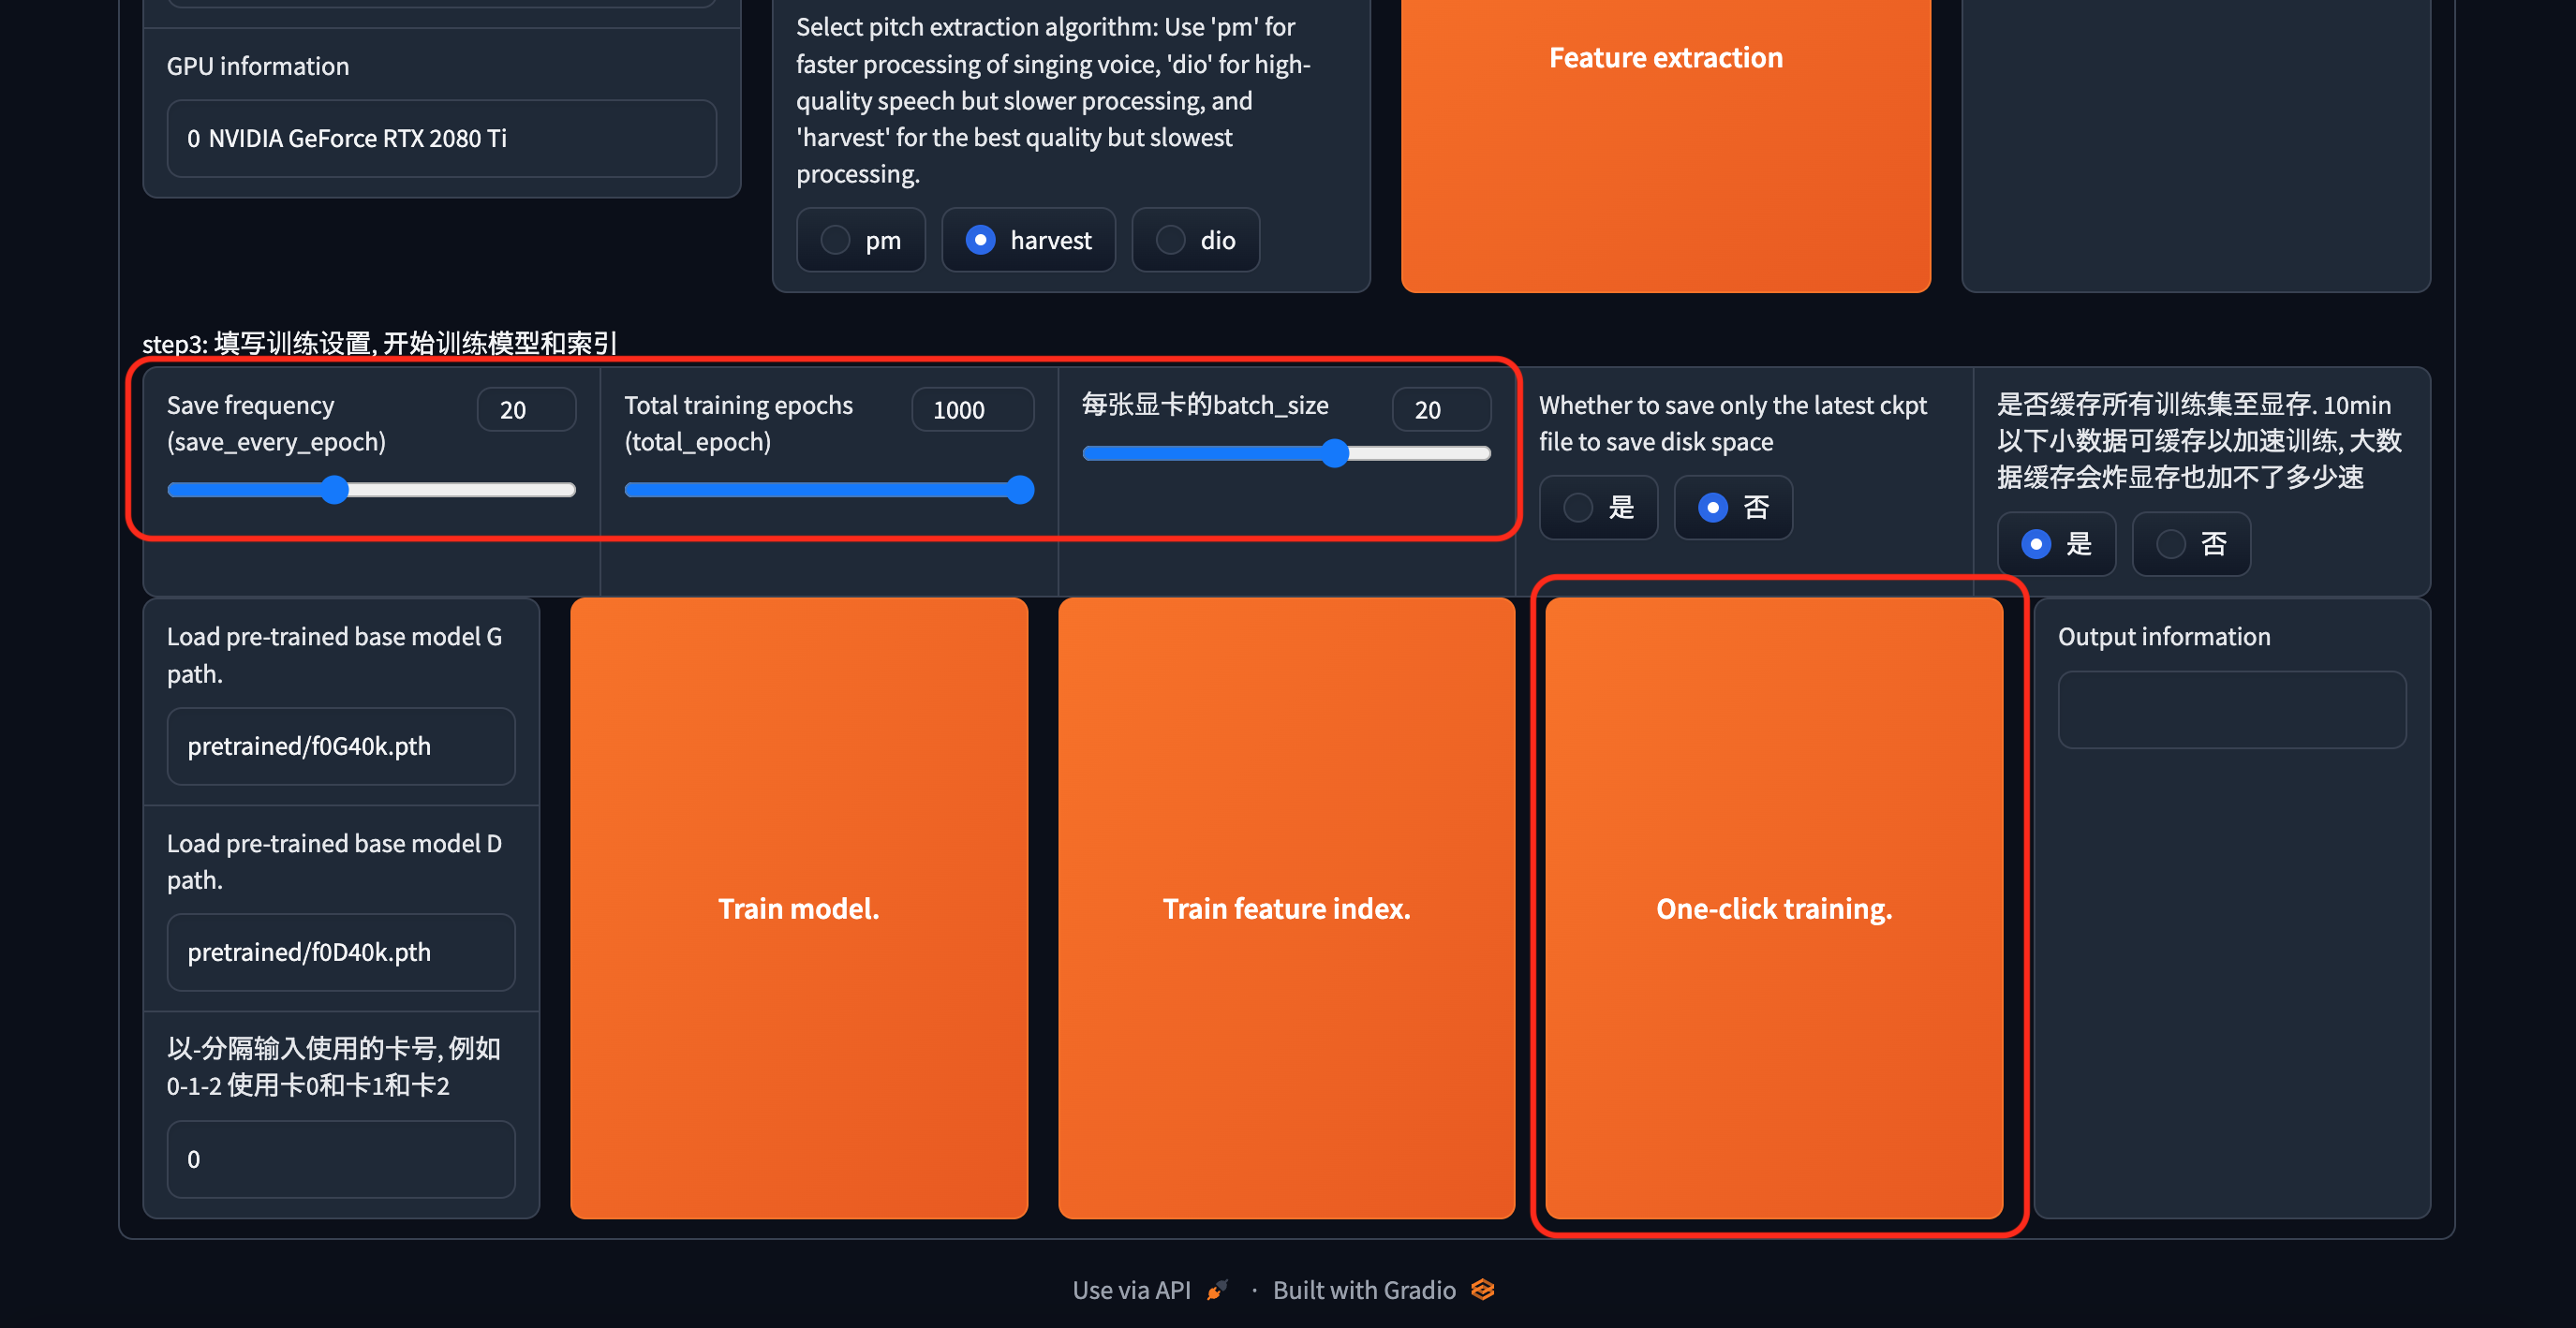 GPU information
0 NVIDIA GeForce RTX 2080 Ti
Select pitch extraction algorithm: Use 'pm' for
faster processing of singing voice, 'dio' for high-
quality speech but slower processing, and
'harvest' for the best quality but slowest
processing.
pm
harvest
dio
Feature extraction
step3: 填写训练设置, 开始训练模型和索引
Save frequency
(save_every_epoch)
20
Total training epochs
(total_epoch)
1000
每张显卡的batch_size
20
Whether to save only the latest ckpt
file to save disk space
是
否
是否缓存所有训练集至显存. 10min
以下小数据可缓存以加速训练, 大数
据缓存会炸显存也加不了多少速
是
否
Load pre-trained base model G
path.
pretrained/f0G40k.pth
Load pre-trained base model D
path.
pretrained/f0D40k.pth
以-分隔输入使用的卡号, 例如
0-1-2 使用卡0和卡1和卡2
0
Train model.
Train feature index.
One-click training.
Output information
Use via API · Built with Gradio